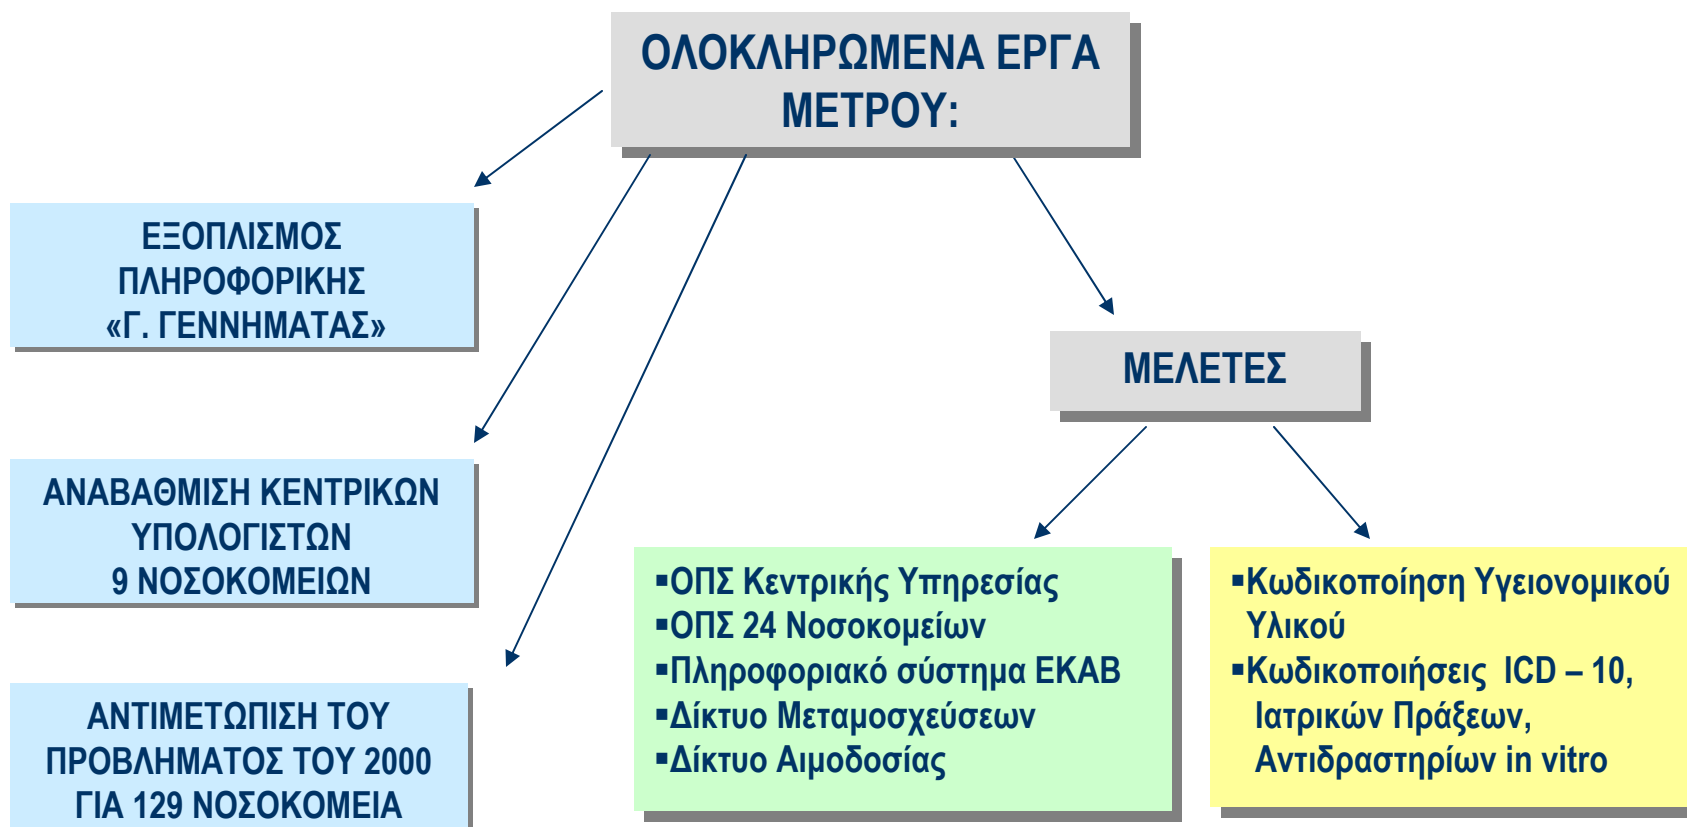 ΟΛΟΚΛΗΡΩΜΕΝΑ ΕΡΓΑ
ΜΕΤΡΟΥ:
ΕΞΟΠΛΙΣΜΟΣ
ΠΛΗΡΟΦΟΡΙΚΗΣ
«Γ. ΓΕΝΝΗΜΑΤΑΣ»
ΑΝΑΒΑΘΜΙΣΗ ΚΕΝΤΡΙΚΩΝ
ΥΠΟΛΟΓΙΣΤΩΝ
9 ΝΟΣΟΚΟΜΕΙΩΝ
ΑΝΤΙΜΕΤΩΠΙΣΗ ΤΟΥ
ΠΡΟΒΛΗΜΑΤΟΣ ΤΟΥ 2000
ΓΙΑ 129 ΝΟΣΟΚΟΜΕΙΑ
ΜΕΛΕΤΕΣ
▪ΟΠΣ Κεντρικής Υπηρεσίας
▪ΟΠΣ 24 Νοσοκομείων
▪Πληροφοριακό σύστημα ΕΚΑΒ
▪Δίκτυο Μεταμοσχεύσεων
▪Δίκτυο Αιμοδοσίας
▪Κωδικοποίηση Υγειονομικού
Υλικού
▪Κωδικοποιήσεις ICD – 10,
Ιατρικών Πράξεων,
Αντιδραστηρίων in vitro